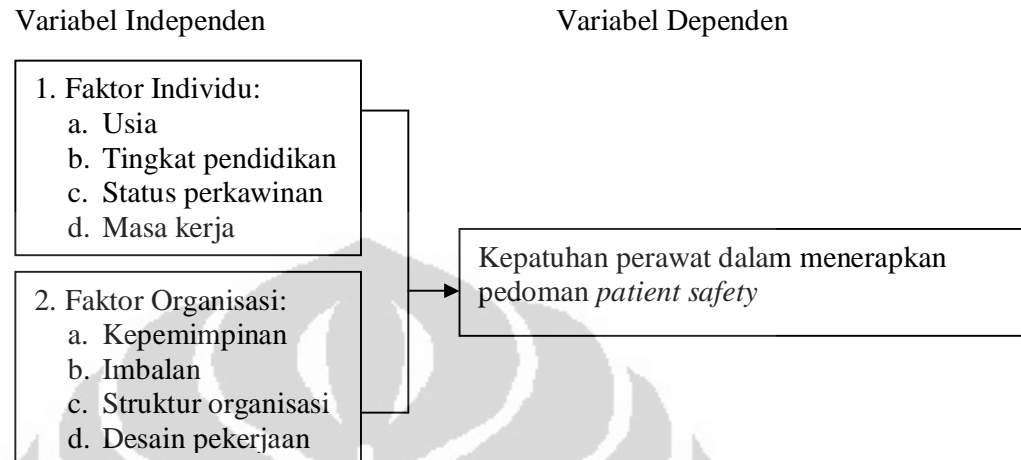 Variabel Independen
Variabel Dependen
1. Faktor Individu:
a. Usia
b. Tingkat pendidikan
c. Status perkawinan
d. Masa kerja
Kepatuhan perawat dalam menerapkan
pedoman patient safety
2. Faktor Organisasi:
a. Kepemimpinan
b. Imbalan
c. Struktur organisasi
d. Desain pekerjaan